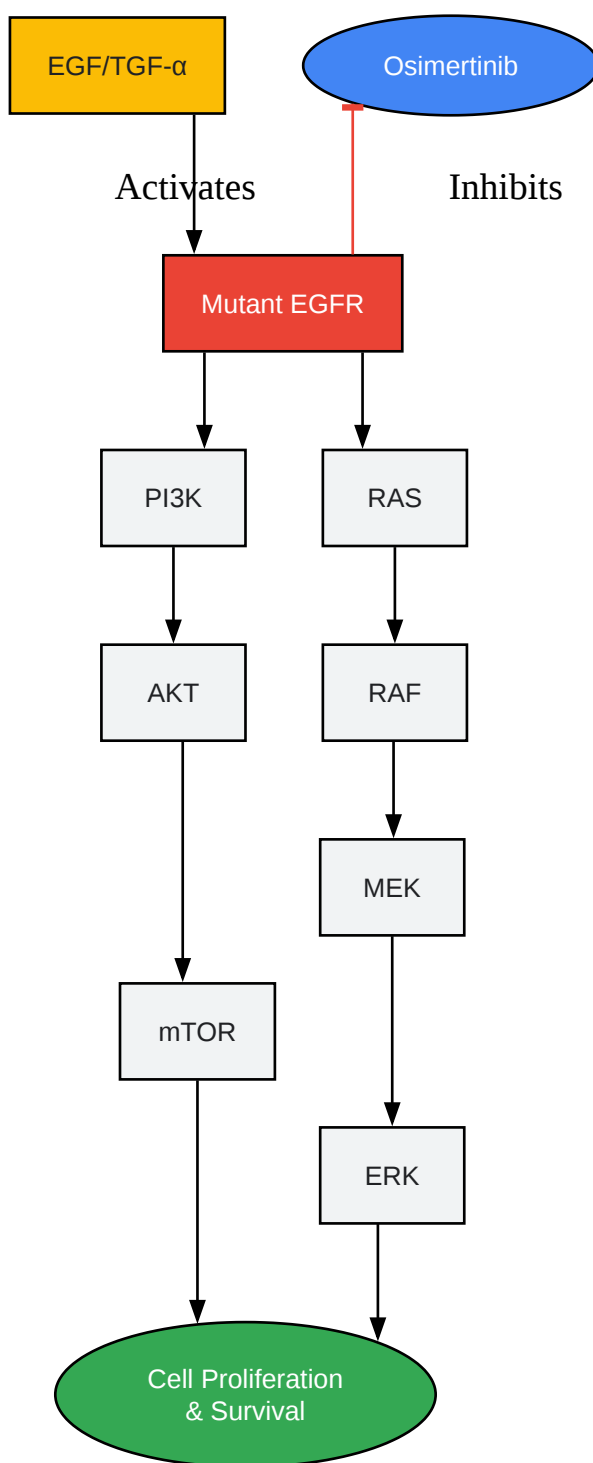 EGF/TGF-α
Osimertinib
Activates
Inhibits
Mutant EGFR
PI3K
RAS
AKT
RAF
MEK
mTOR
ERK
Cell Proliferation
& Survival